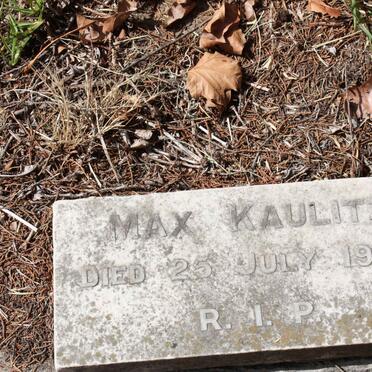 MAX KAULIT
DIED 25 JULY 19
R. I. P.